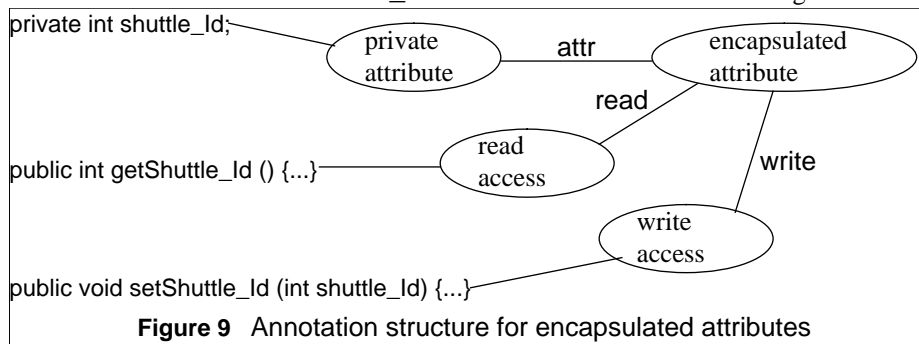 private int shuttle_Id;
private
attribute
attr
encapsulated
attribute
read
public int getShuttle_Id () {...}
read
access
write
write
access
public void setShuttle_Id (int shuttle_Id) {...}
Figure 9 Annotation structure for encapsulated attributes